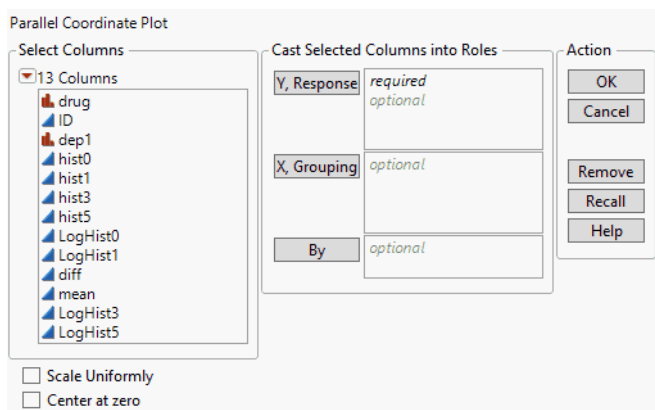 Parallel Coordinate Plot
Select Columns
13 Columns
drug
ID
dep1
hist0
hist1
hist3
hist5
LogHist0
LogHist1
diff
mean
LogHist3
LogHist5
Scale Uniformly
Center at zero
Cast Selected Columns into Roles
Y, Response
required
optional
X, Grouping
optional
By
optional
Action
OK
Cancel
Remove
Recall
Help